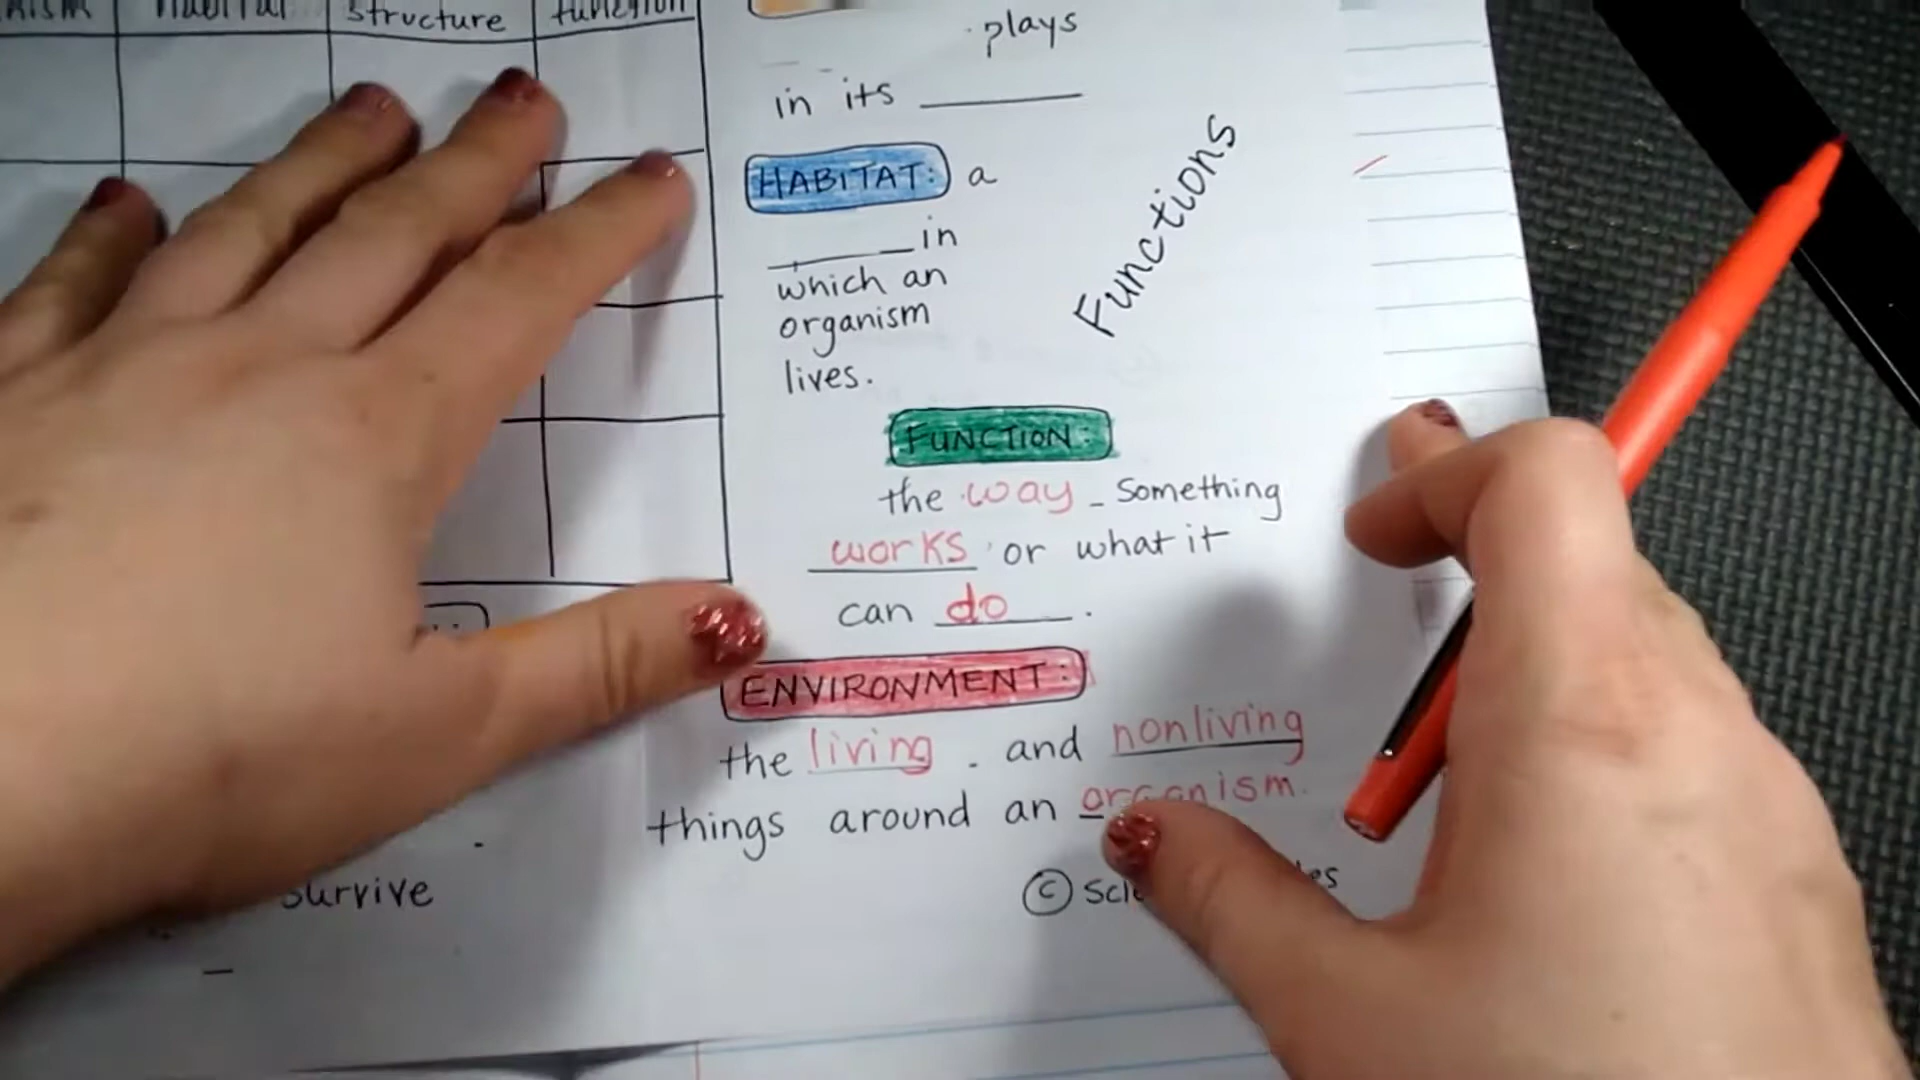 structure
function
plays
in its
HABITAT: a
in
which an
organism
lives.
Functions
FUNCTION:
the way something
works or what it
can do.
ENVIRONMENT:
the living and nonliving
things around an organism.
survive
©